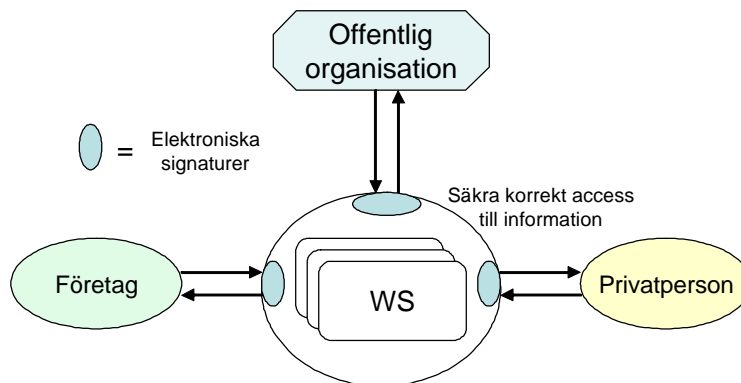 Offentlig
organisation
= Elektroniska
signaturer
Säkra korrekt access
till information
Företag
WS
Privatperson